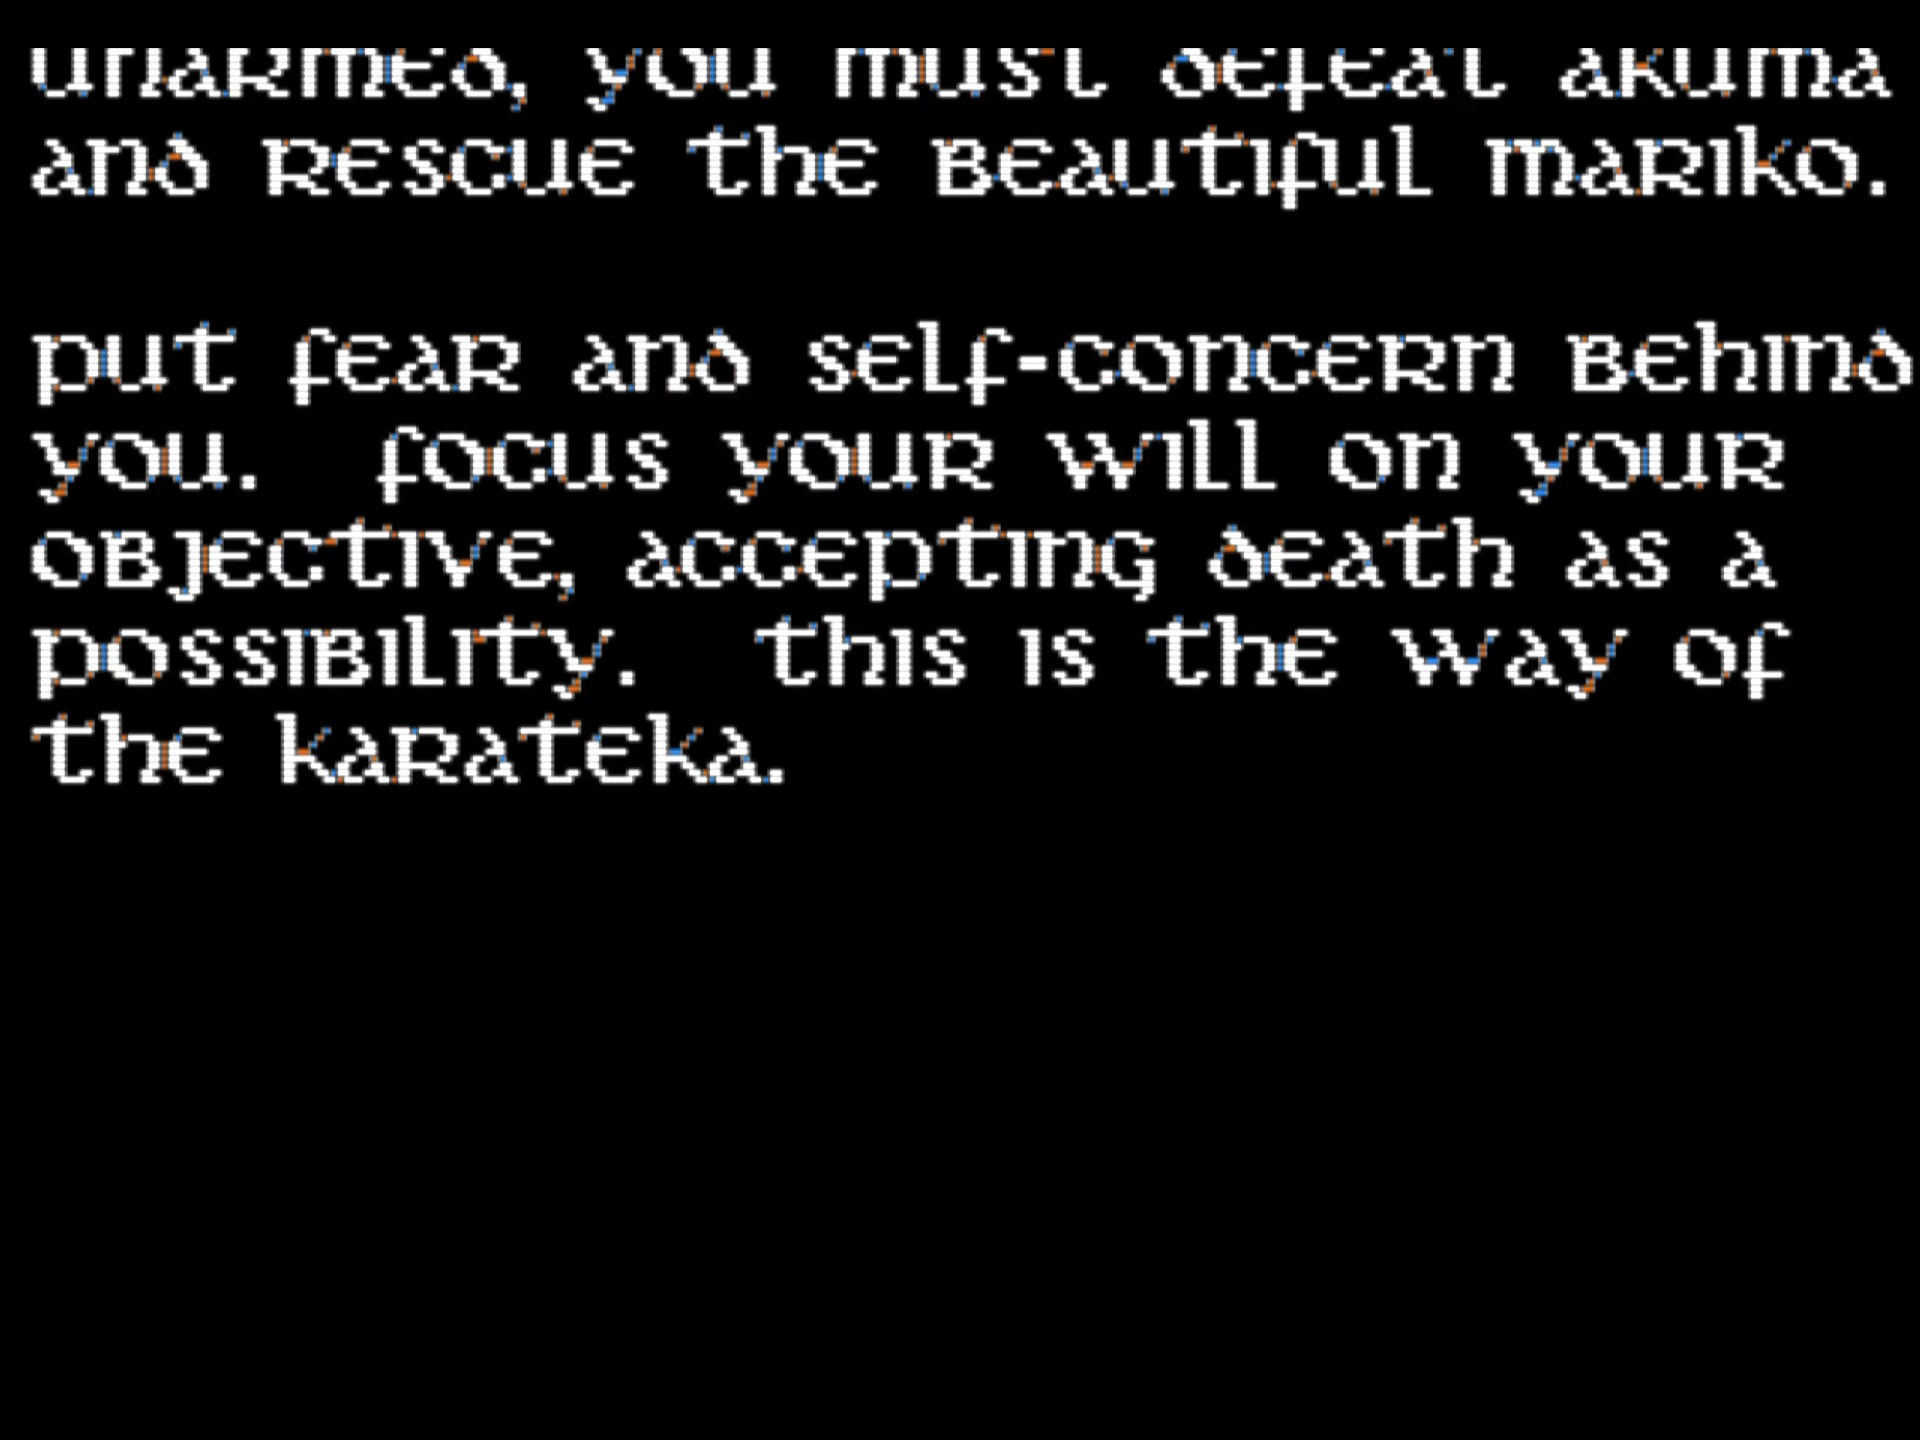 unarmed, you must defeat akuma
and rescue the beautiful mariko.
put fear and self-concern behind
you.  focus your will on your
objective, accepting death as a
possibility.  this is the way of
the karateka.